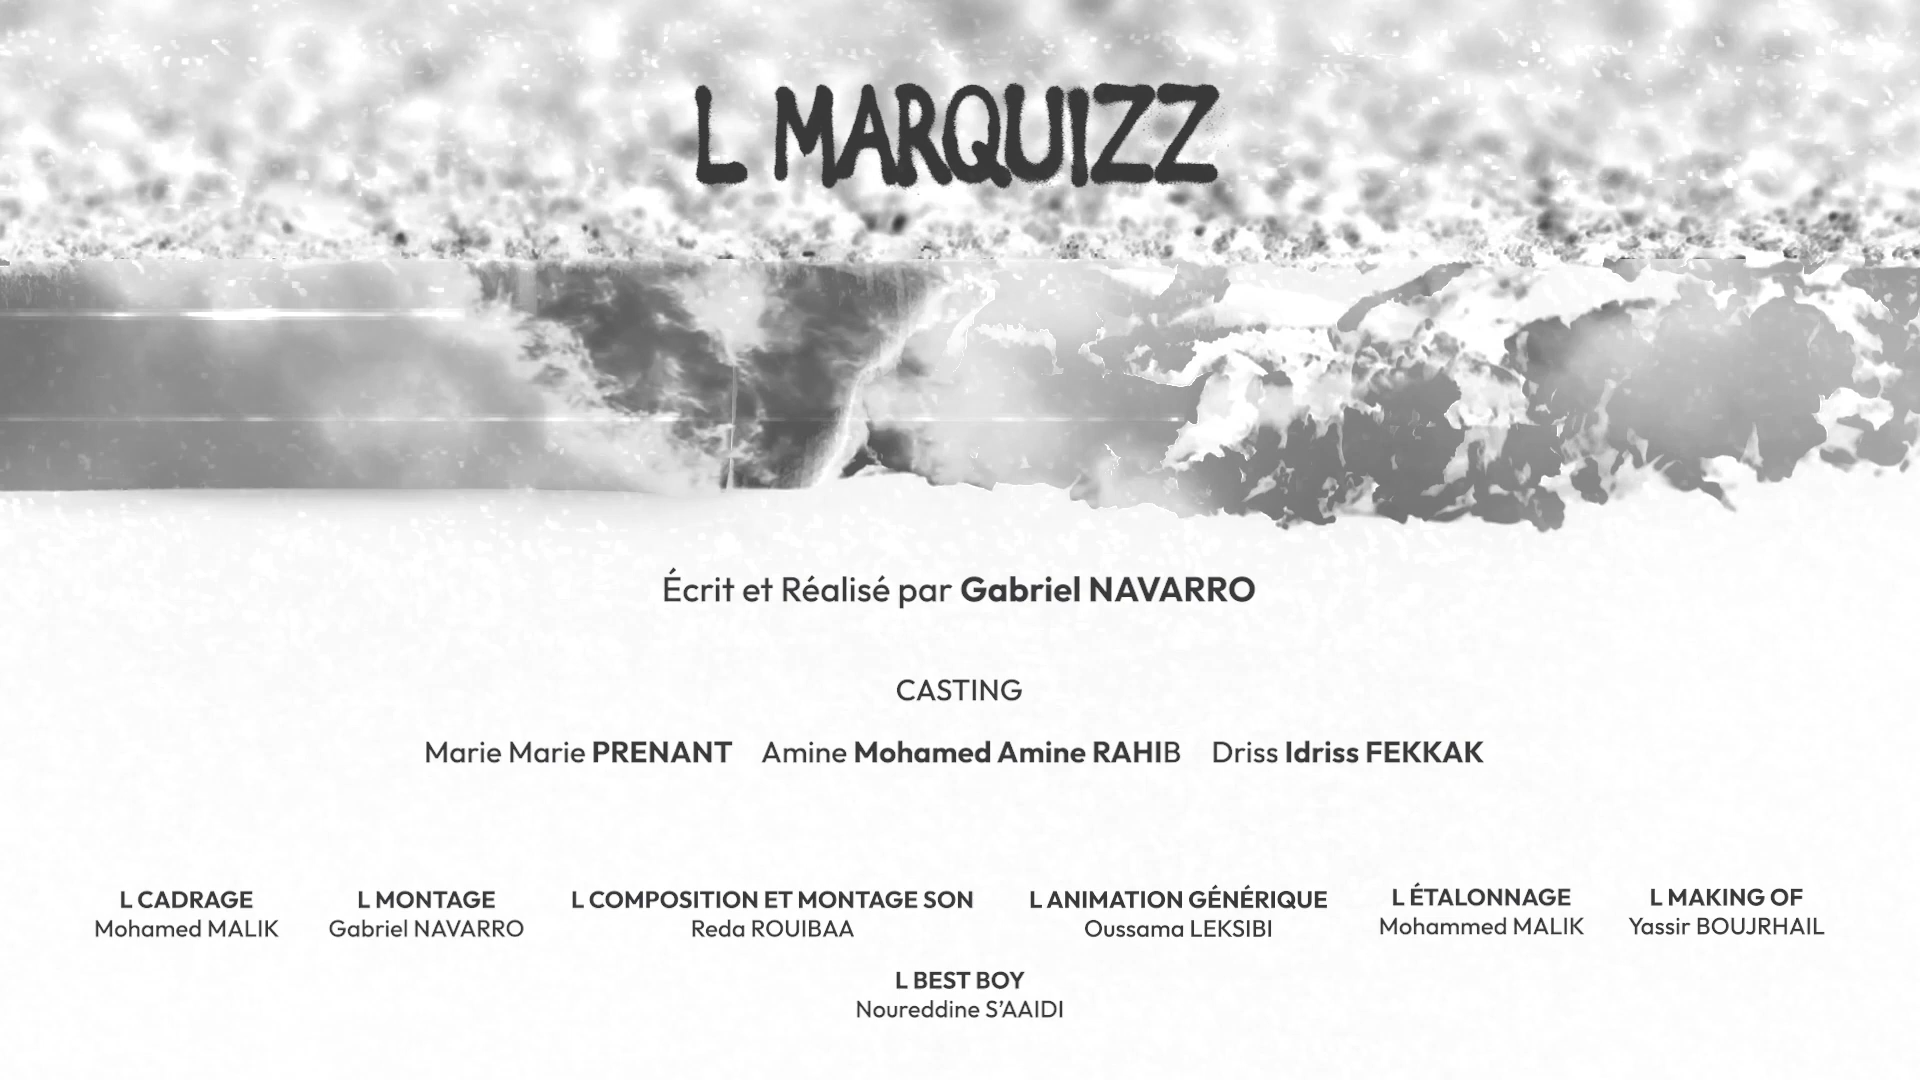 L MARQUIZZ
Écrit et Réalisé par Gabriel NAVARRO
CASTING
Marie Marie PRENANT Amine Mohamed Amine RAHIB Driss Idriss FEKKAK
L CADRAGE L MONTAGE L COMPOSITION ET MONTAGE SON L ANIMATION GÉNÉRIQUE L ÉTALONNAGE L MAKING OF
Mohamed MALIK Gabriel NAVARRO Reda ROUIBAA Oussama LEKSIBI Mohammed MALIK Yassir BOUJRHAIL
L BEST BOY
Noureddine S’AAIDI